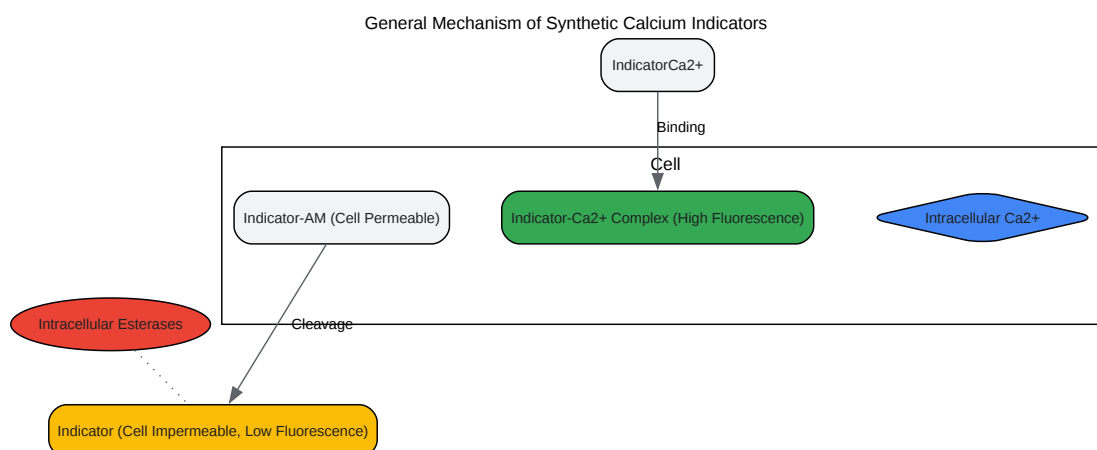 General Mechanism of Synthetic Calcium Indicators
IndicatorCa2+
Binding
Cell
Indicator-AM (Cell Permeable)
Indicator-Ca2+ Complex (High Fluorescence)
Intracellular Ca2+
Intracellular Esterases
Cleavage
Indicator (Cell Impermeable, Low Fluorescence)